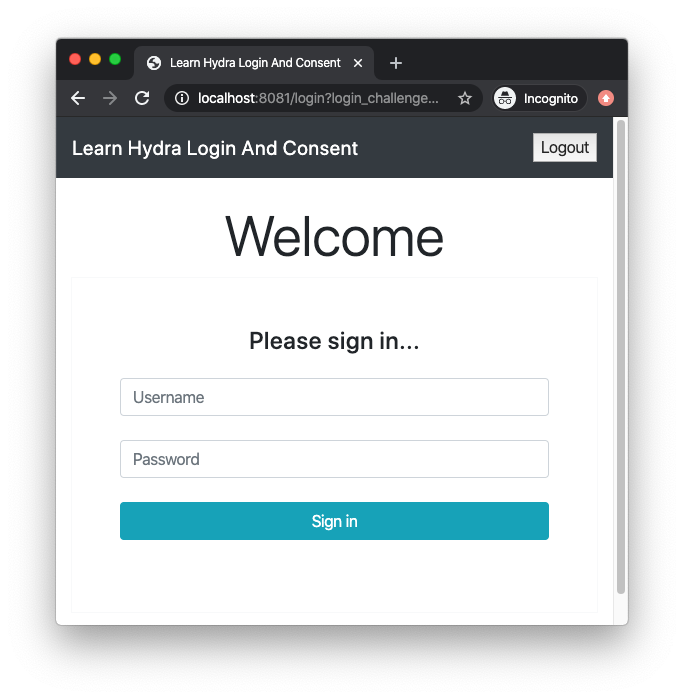 Learn Hydra Login And Consent
localhost:8081/login?login_challenge...
Incognito
Learn Hydra Login And Consent
Logout
Welcome
Please sign in...
Username
Password
Sign in